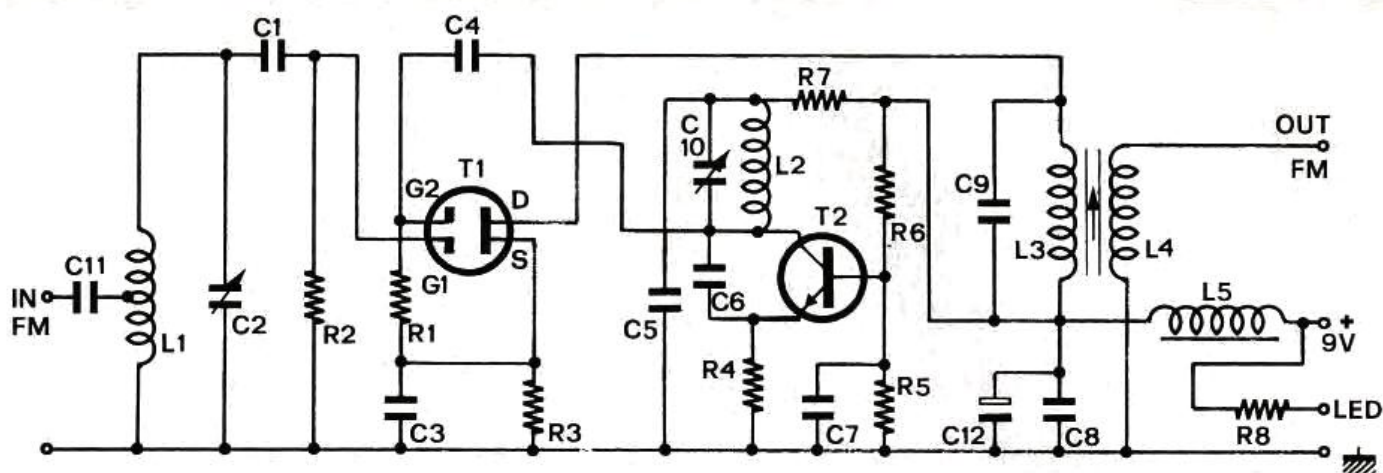 C1
C4
R7
C
10
L2
OUT
FM
G2
T1
D
T2
C9
R6
L3
L4
S
G1
C11
IN
FM
L1
C2
R2
R1
C5
C6
L5
+
9V
R4
R5
C3
R3
C7
C12
C8
R8
LED